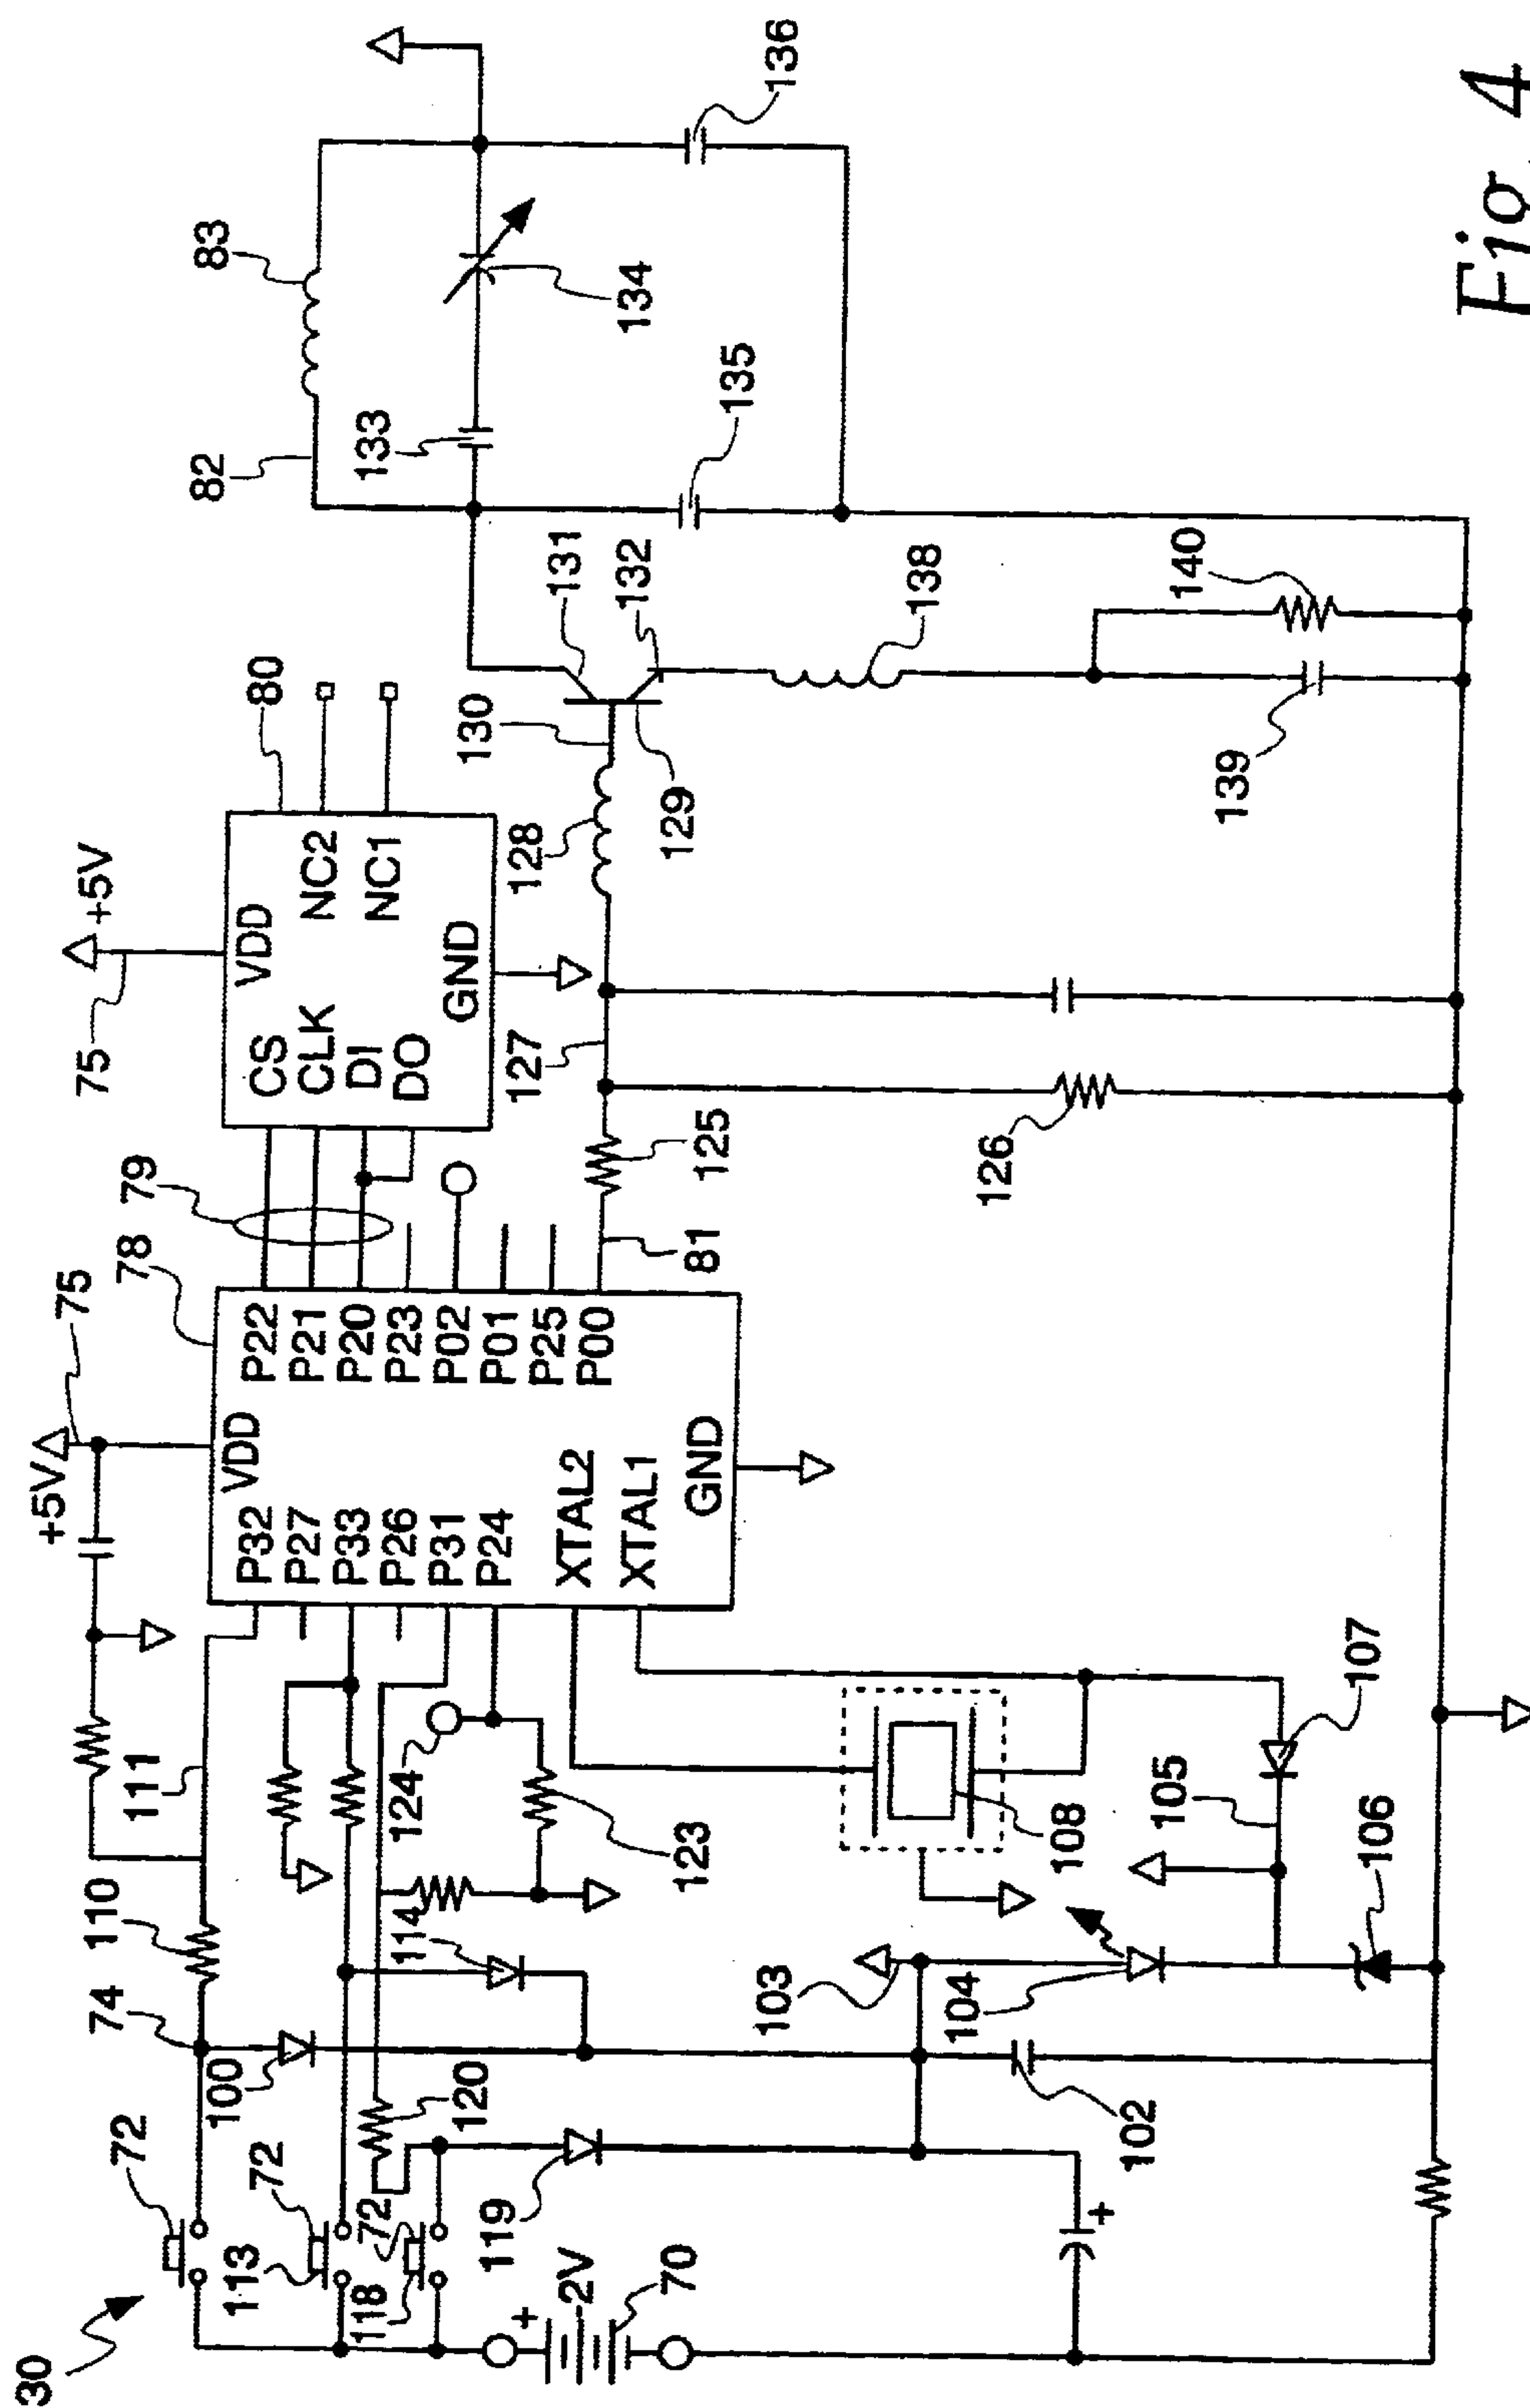 30
72
72
72
113
118
119
120
-2V
+
70
+
74
100
110
111
114
102
103
104
105
106
107
108
123
124
+5V
75
78
VDD
P32
P27
P33
P26
P31
P24
XTAL2
XTAL1
GND
P22
P21
P20
P23
P02
P01
P25
P00
79
81
75
+5V
VDD
CS
CLK
DI
DO
GND
NC2
NC1
80
125
126
127
128
129
130
131
132
138
139
140
82
83
133
134
135
136
Fig. 4